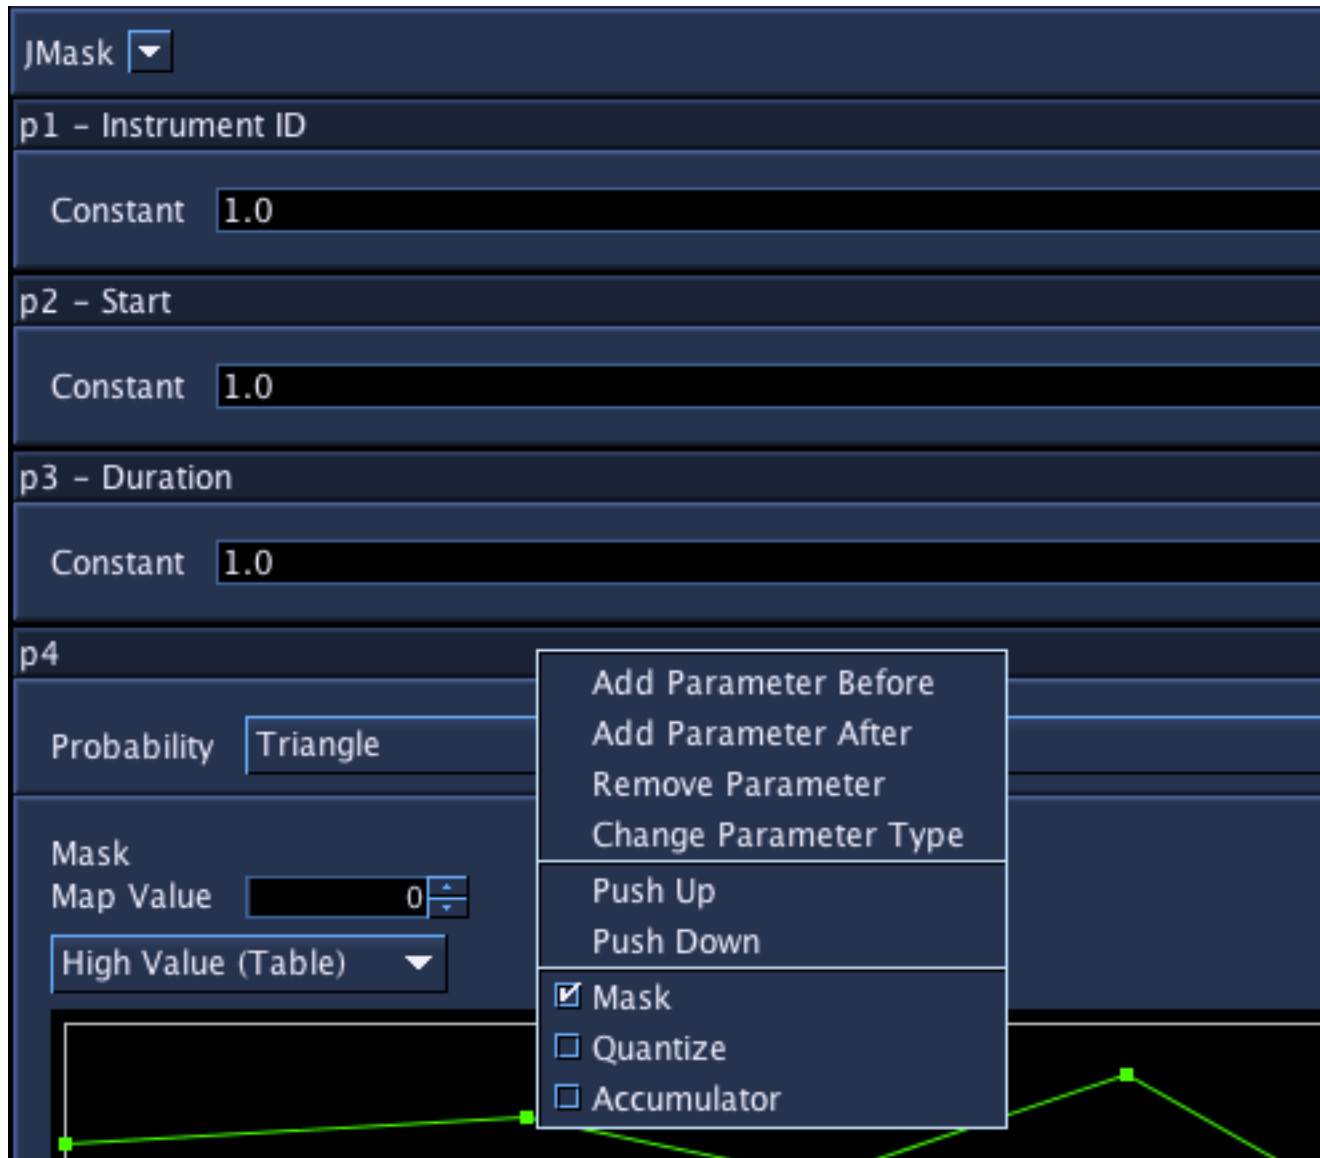 JMask
p1 – Instrument ID
Constant 1.0
p2 – Start
Constant 1.0
p3 – Duration
Constant 1.0
p4
Probability Triangle
Mask
Map Value 0
High Value (Table)
Add Parameter Before
Add Parameter After
Remove Parameter
Change Parameter Type
Push Up
Push Down
Mask
Quantize
Accumulator